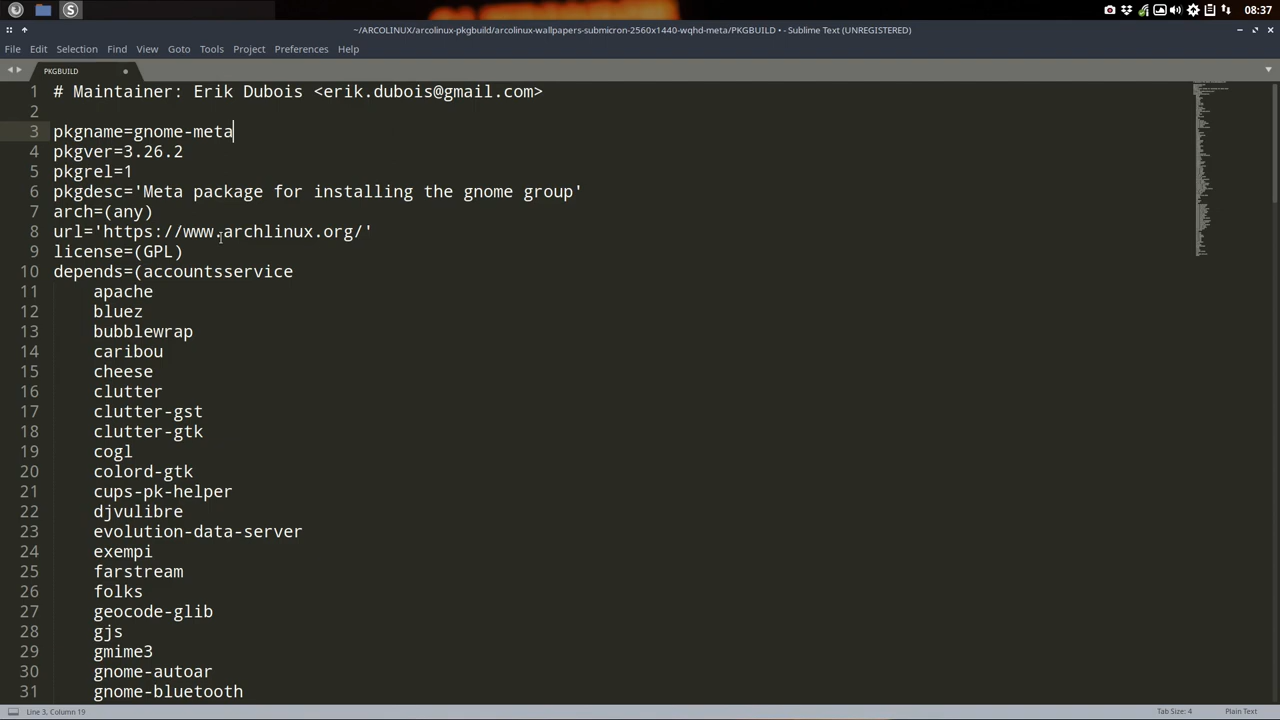 08:37
~/ARCOLINUX/arcolinux-pkgbuild/arcolinux-wallpapers-submicron-2560x1440-wqhd-meta/PKGBUILD • - Sublime Text (UNREGISTERED)
File Edit Selection Find View Goto Tools Project Preferences Help
PKGBUILD
1 # Maintainer: Erik Dubois <erik.dubois@gmail.com>
2
3 pkgname=gnome-meta
4 pkgver=3.26.2
5 pkgrel=1
6 pkgdesc='Meta package for installing the gnome group'
7 arch=(any)
8 url='https://www.archlinux.org/'
9 license=(GPL)
10 depends=(accountsservice
11 apache
12 bluez
13 bubblewrap
14 caribou
15 cheese
16 clutter
17 clutter-gst
18 clutter-gtk
19 cogl
20 colord-gtk
21 cups-pk-helper
22 djvulibre
23 evolution-data-server
24 exempi
25 farstream
26 folks
27 geocode-glib
28 gjs
29 gmime3
30 gnome-autoar
31 gnome-bluetooth
Line 3, Column 19 Tab Size: 4 Plain Text